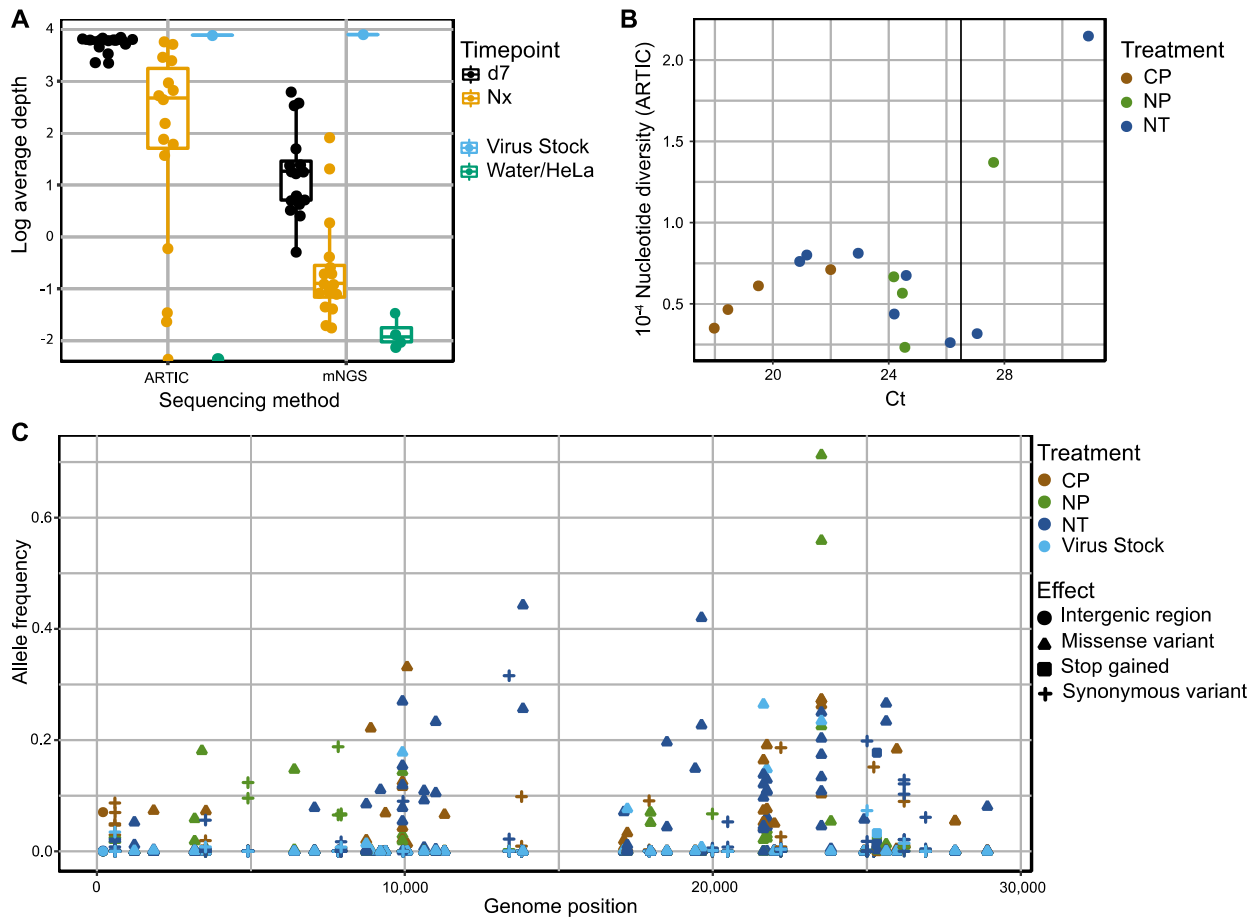 A
4
3
2
1
0
-1
-2
Log average depth
ARTIC
mNGS
Sequencing method
Timepoint
d7
Nx
Virus Stock
Water/HeLa
B
2.0
1.5
1.0
0.5
10⁻⁴ Nucleotide diversity (ARTIC)
20
24
28
Ct
Treatment
CP
NP
NT
C
0.6
0.4
0.2
0.0
Allele frequency
0
10,000
20,000
30,000
Genome position
Treatment
CP
NP
NT
Virus Stock
Effect
Intergenic region
Missense variant
Stop gained
Synonymous variant